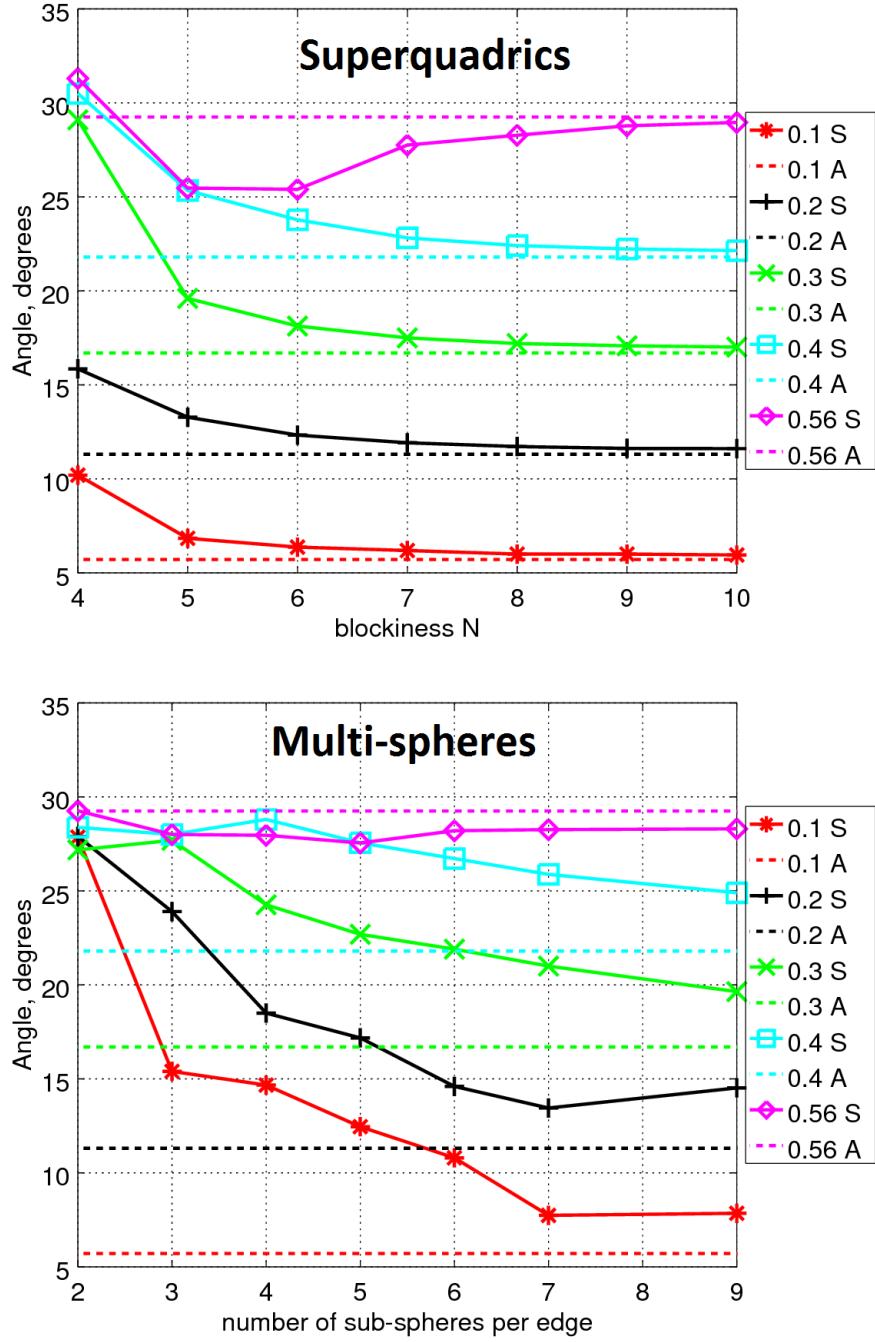 Superquadrics
35
30
25
20
15
10
5
Angle, degrees
4 5 6 7 8 9 10
blockiness N
0.1 S
0.1 A
0.2 S
0.2 A
0.3 S
0.3 A
0.4 S
0.4 A
0.56 S
0.56 A
Multi-spheres
35
30
25
20
15
10
5
Angle, degrees
2 3 4 5 6 7 8 9
number of sub-spheres per edge
0.1 S
0.1 A
0.2 S
0.2 A
0.3 S
0.3 A
0.4 S
0.4 A
0.56 S
0.56 A